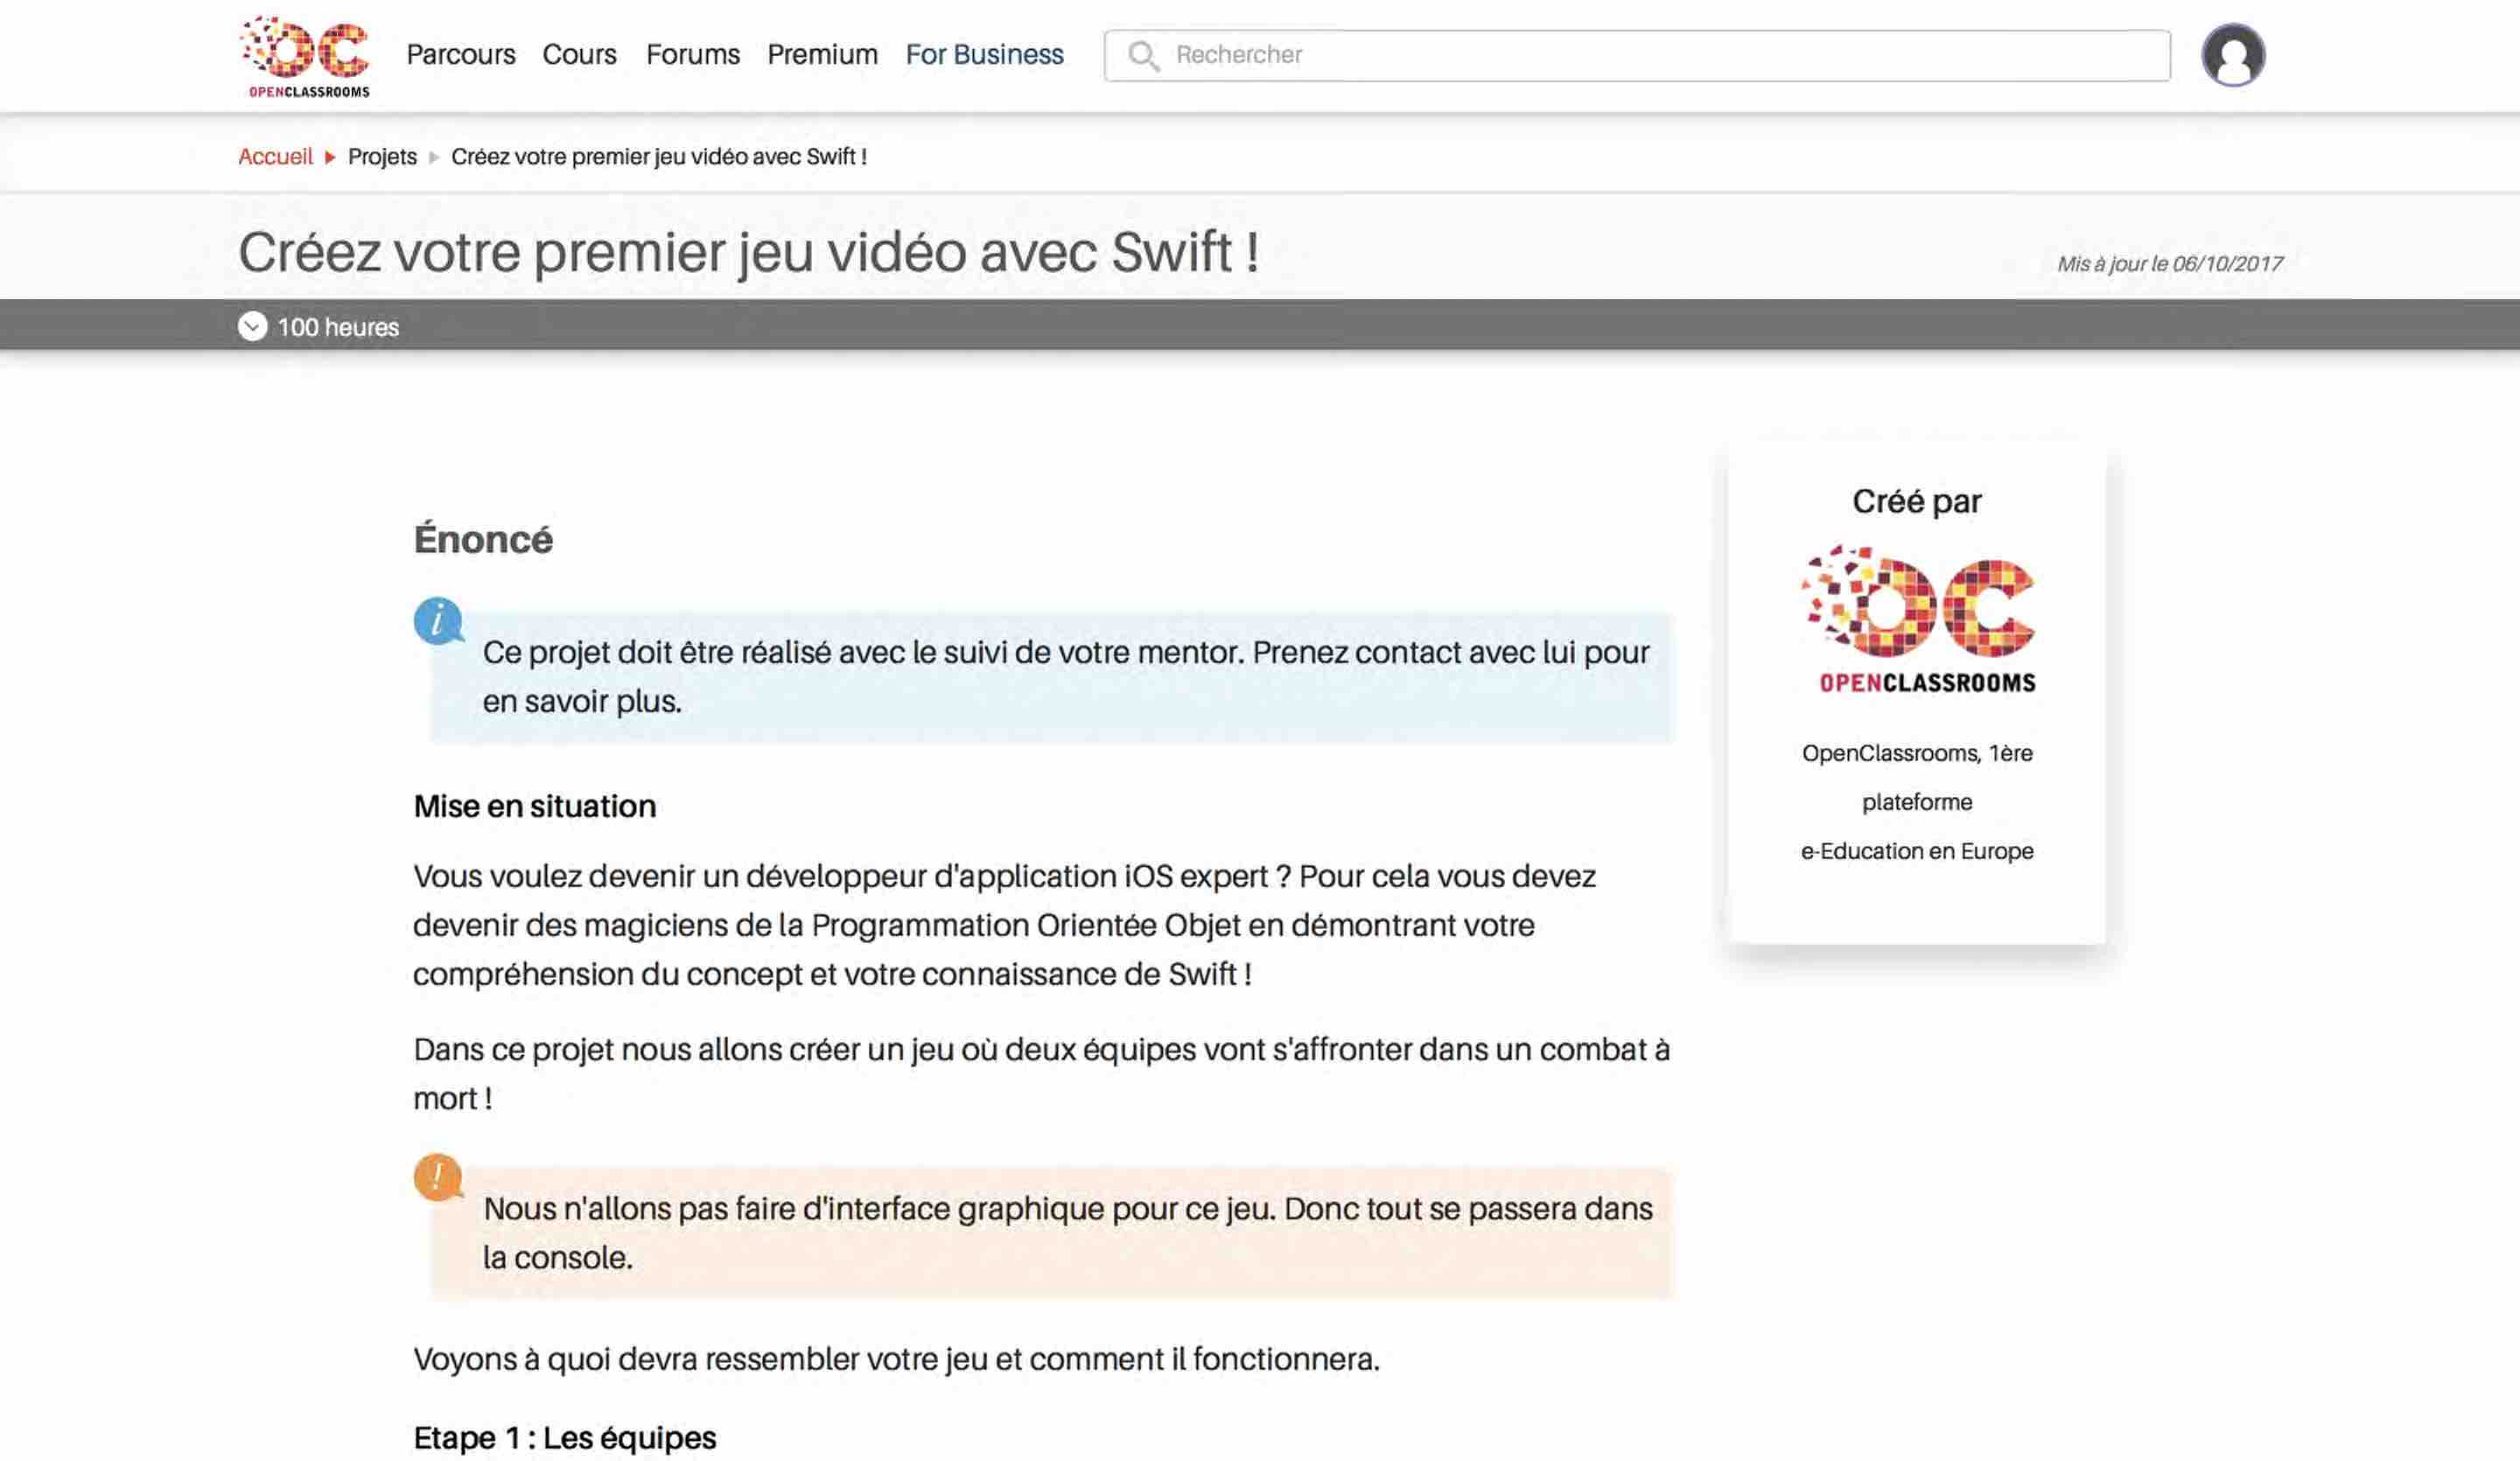 OPENCLASSROOMS
Parcours Cours Forums Premium For Business Rechercher
Accueil Projets Créez votre premier jeu vidéo avec Swift !
Créez votre premier jeu vidéo avec Swift !
Mis à jour le 06/10/2017
100 heures
Énoncé
Ce projet doit être réalisé avec le suivi de votre mentor. Prenez contact avec lui pour
en savoir plus.
Mise en situation
Vous voulez devenir un développeur d'application iOS expert ? Pour cela vous devez
devenir des magiciens de la Programmation Orientée Objet en démontrant votre
compréhension du concept et votre connaissance de Swift !
Dans ce projet nous allons créer un jeu où deux équipes vont s'affronter dans un combat à
mort !
Nous n'allons pas faire d'interface graphique pour ce jeu. Donc tout se passera dans
la console.
Voyons à quoi devra ressembler votre jeu et comment il fonctionnera.
Etape 1 : Les équipes
Créé par
OC
OPENCLASSROOMS
OpenClassrooms, 1ère
plateforme
e-Education en Europe